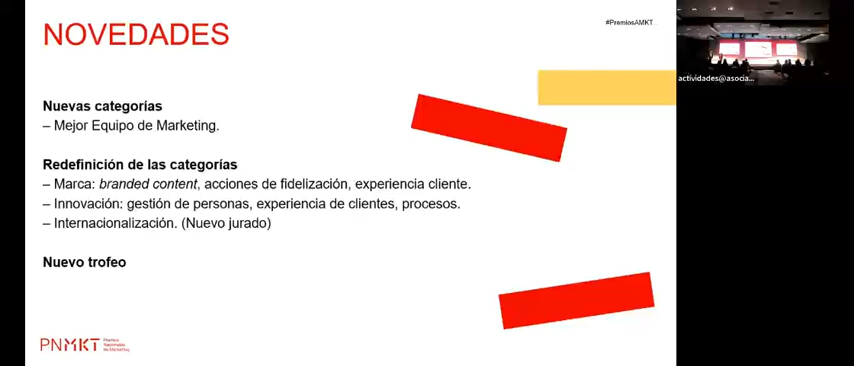 NOVEDADES
#PremiosAMKT
actividades@asocia...
Nuevas categorías
– Mejor Equipo de Marketing.
Redefinición de las categorías
– Marca: branded content, acciones de fidelización, experiencia cliente.
– Innovación: gestión de personas, experiencia de clientes, procesos.
– Internacionalización. (Nuevo jurado)
Nuevo trofeo
PNMKT
Premios
Nacionales
de Marketing